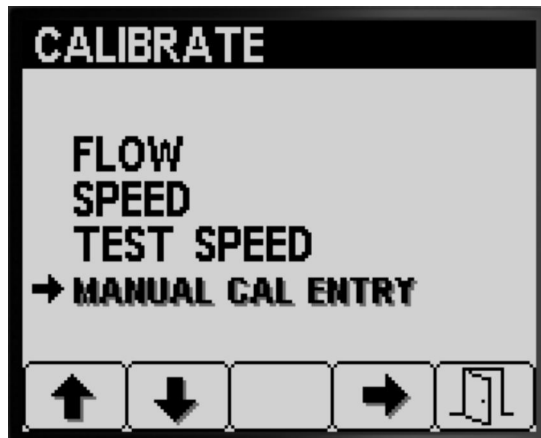 CALIBRATE
FLOW
SPEED
TEST SPEED
MANUAL CAL ENTRY